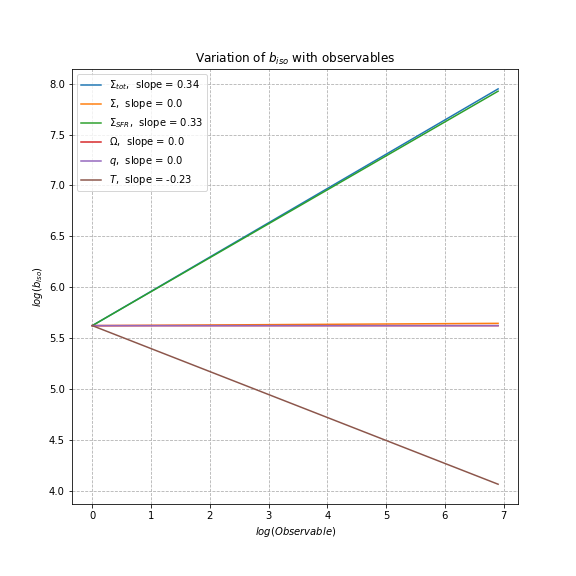 Variation of b_iso with observables
Σ_tot, slope = 0.34
Σ, slope = 0.0
Σ_SFR, slope = 0.33
Ω, slope = 0.0
q, slope = 0.0
T, slope = -0.23
log(b_iso)
8.0
7.5
7.0
6.5
6.0
5.5
5.0
4.5
4.0
0 1 2 3 4 5 6 7
log(Observable)